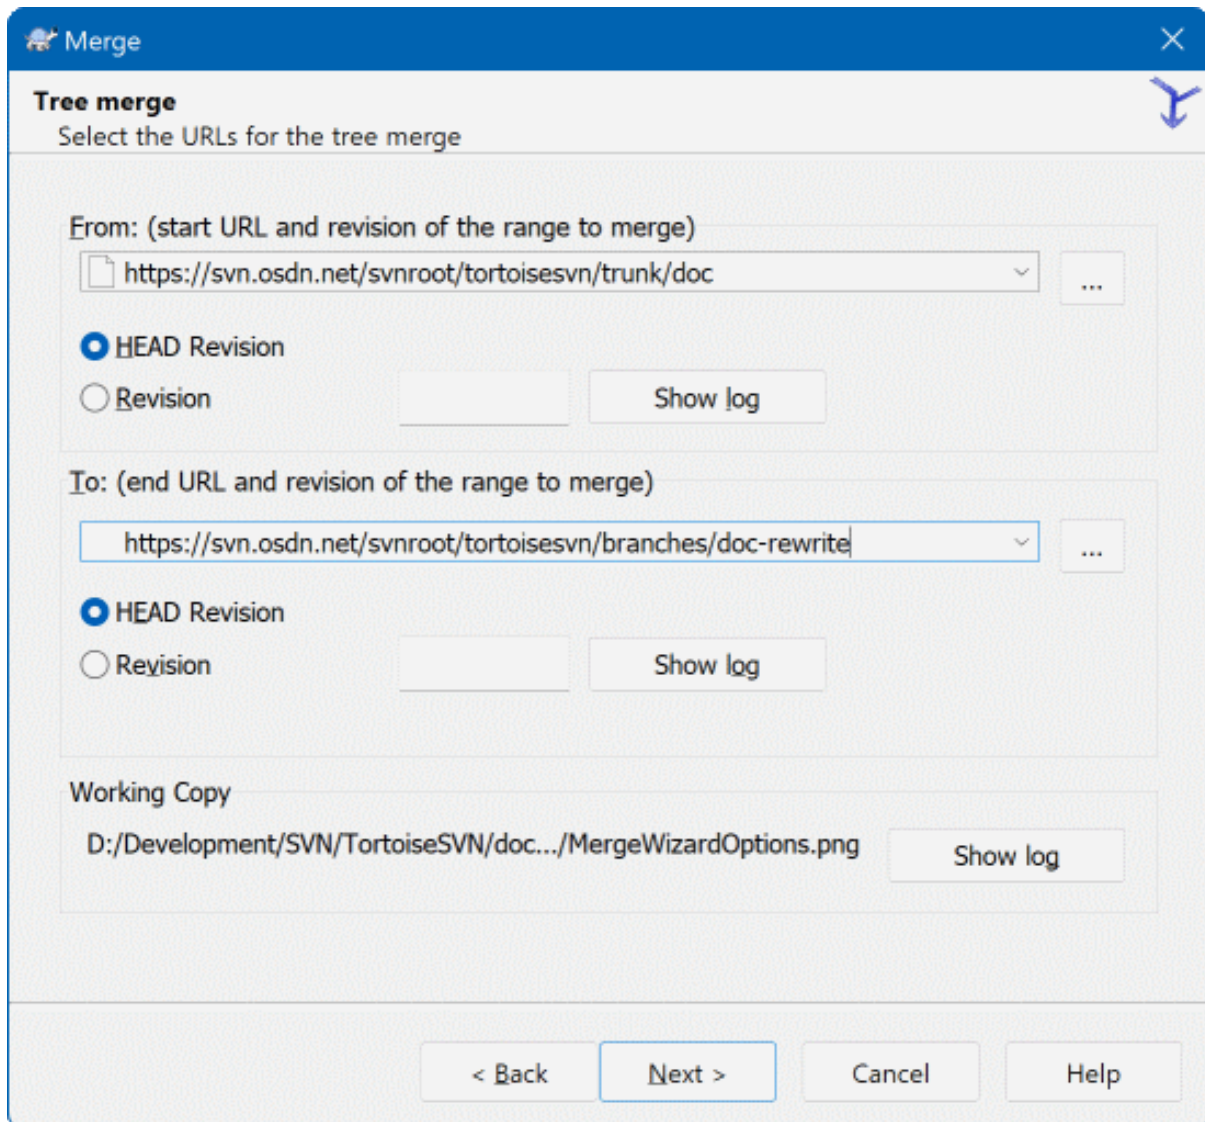 Merge
Tree merge
Select the URLs for the tree merge
From: (start URL and revision of the range to merge)
https://svn.osdn.net/svnroot/tortoisesvn/trunk/doc
...
HEAD Revision
Revision
Show log
To: (end URL and revision of the range to merge)
https://svn.osdn.net/svnroot/tortoisesvn/branches/doc-rewrite
...
HEAD Revision
Revision
Show log
Working Copy
D:/Development/SVN/TortoiseSVN/doc.../MergeWizardOptions.png
Show log
< Back
Next >
Cancel
Help